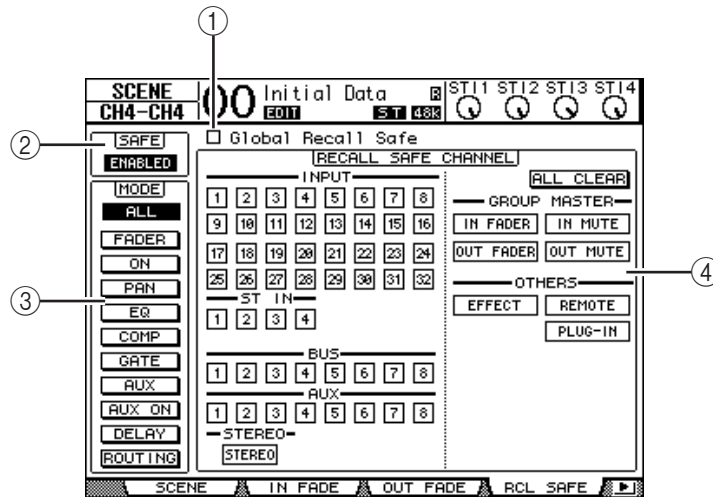 ①
SCENE
CH4-CH4
00 Initial Data R
EDIT ST 48K
STI1 STI2 STI3 STI4
②
SAFE
ENABLED
Global Recall Safe
RECALL SAFE CHANNEL
③
MODE
ALL
FADER
ON
PAN
EQ
COMP
GATE
AUX
AUX ON
DELAY
ROUTING
INPUT
1 2 3 4 5 6 7 8
9 10 11 12 13 14 15 16
17 18 19 20 21 22 23 24
25 26 27 28 29 30 31 32
ST IN
1 2 3 4
BUS
1 2 3 4 5 6 7 8
AUX
1 2 3 4 5 6 7 8
STEREO
STEREO
ALL CLEAR
GROUP MASTER
IN FADER IN MUTE
OUT FADER OUT MUTE
④
OTHERS
EFFECT REMOTE
PLUG-IN
SCENE IN FADE OUT FADE RCL SAFE